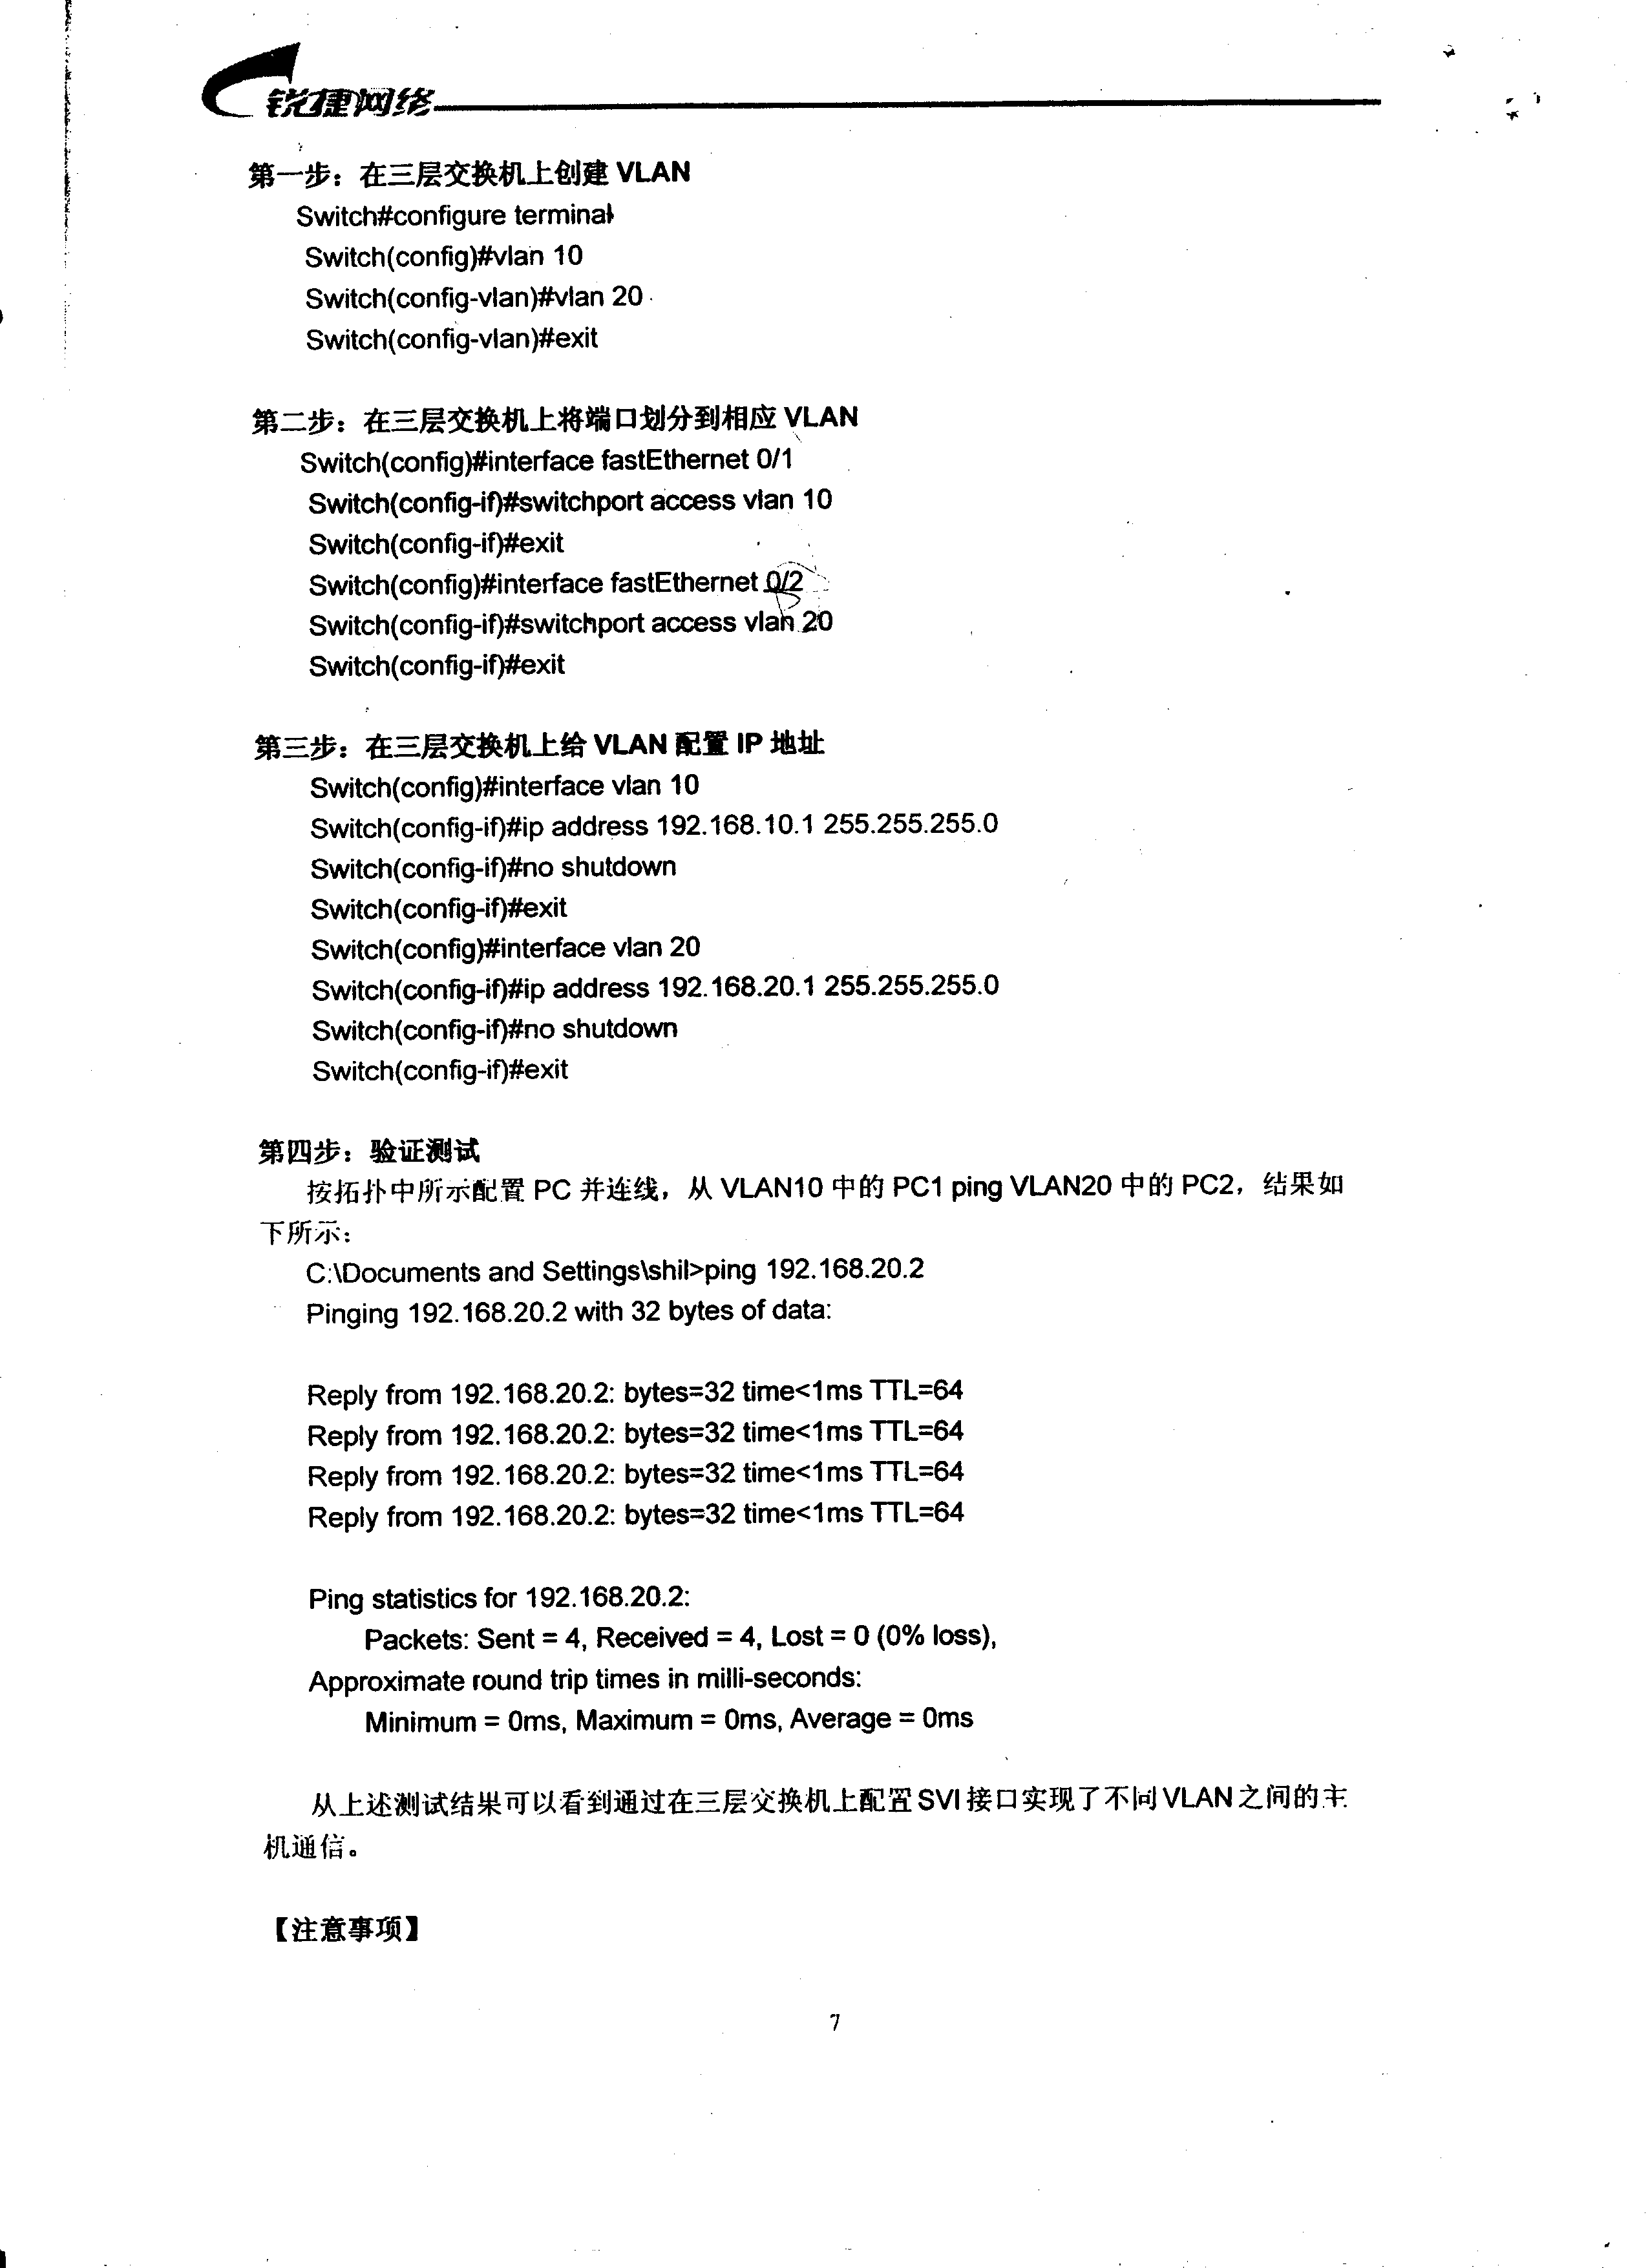 锐捷网络
第一步：在三层交换机上创建 VLAN
Switch#configure terminal
Switch(config)#vlan 10
Switch(config-vlan)#vlan 20
Switch(config-vlan)#exit
第二步：在三层交换机上将端口划分到相应 VLAN
Switch(config)#interface fastEthernet 0/1
Switch(config-if)#switchport access vlan 10
Switch(config-if)#exit
Switch(config)#interface fastEthernet 0/2
Switch(config-if)#switchport access vlan 20
Switch(config-if)#exit
第三步：在三层交换机上给 VLAN 配置 IP 地址
Switch(config)#interface vlan 10
Switch(config-if)#ip address 192.168.10.1 255.255.255.0
Switch(config-if)#no shutdown
Switch(config-if)#exit
Switch(config)#interface vlan 20
Switch(config-if)#ip address 192.168.20.1 255.255.255.0
Switch(config-if)#no shutdown
Switch(config-if)#exit
第四步：验证测试
按拓扑中所示配置 PC 并连线，从 VLAN10 中的 PC1 ping VLAN20 中的 PC2，结果如
下所示：
C:\Documents and Settings\shil>ping 192.168.20.2
Pinging 192.168.20.2 with 32 bytes of data:
Reply from 192.168.20.2: bytes=32 time<1ms TTL=64
Reply from 192.168.20.2: bytes=32 time<1ms TTL=64
Reply from 192.168.20.2: bytes=32 time<1ms TTL=64
Reply from 192.168.20.2: bytes=32 time<1ms TTL=64
Ping statistics for 192.168.20.2:
Packets: Sent = 4, Received = 4, Lost = 0 (0% loss),
Approximate round trip times in milli-seconds:
Minimum = 0ms, Maximum = 0ms, Average = 0ms
从上述测试结果可以看到通过在三层交换机上配置 SVI 接口实现了不同 VLAN 之间的主
机通信。
【注意事项】
7